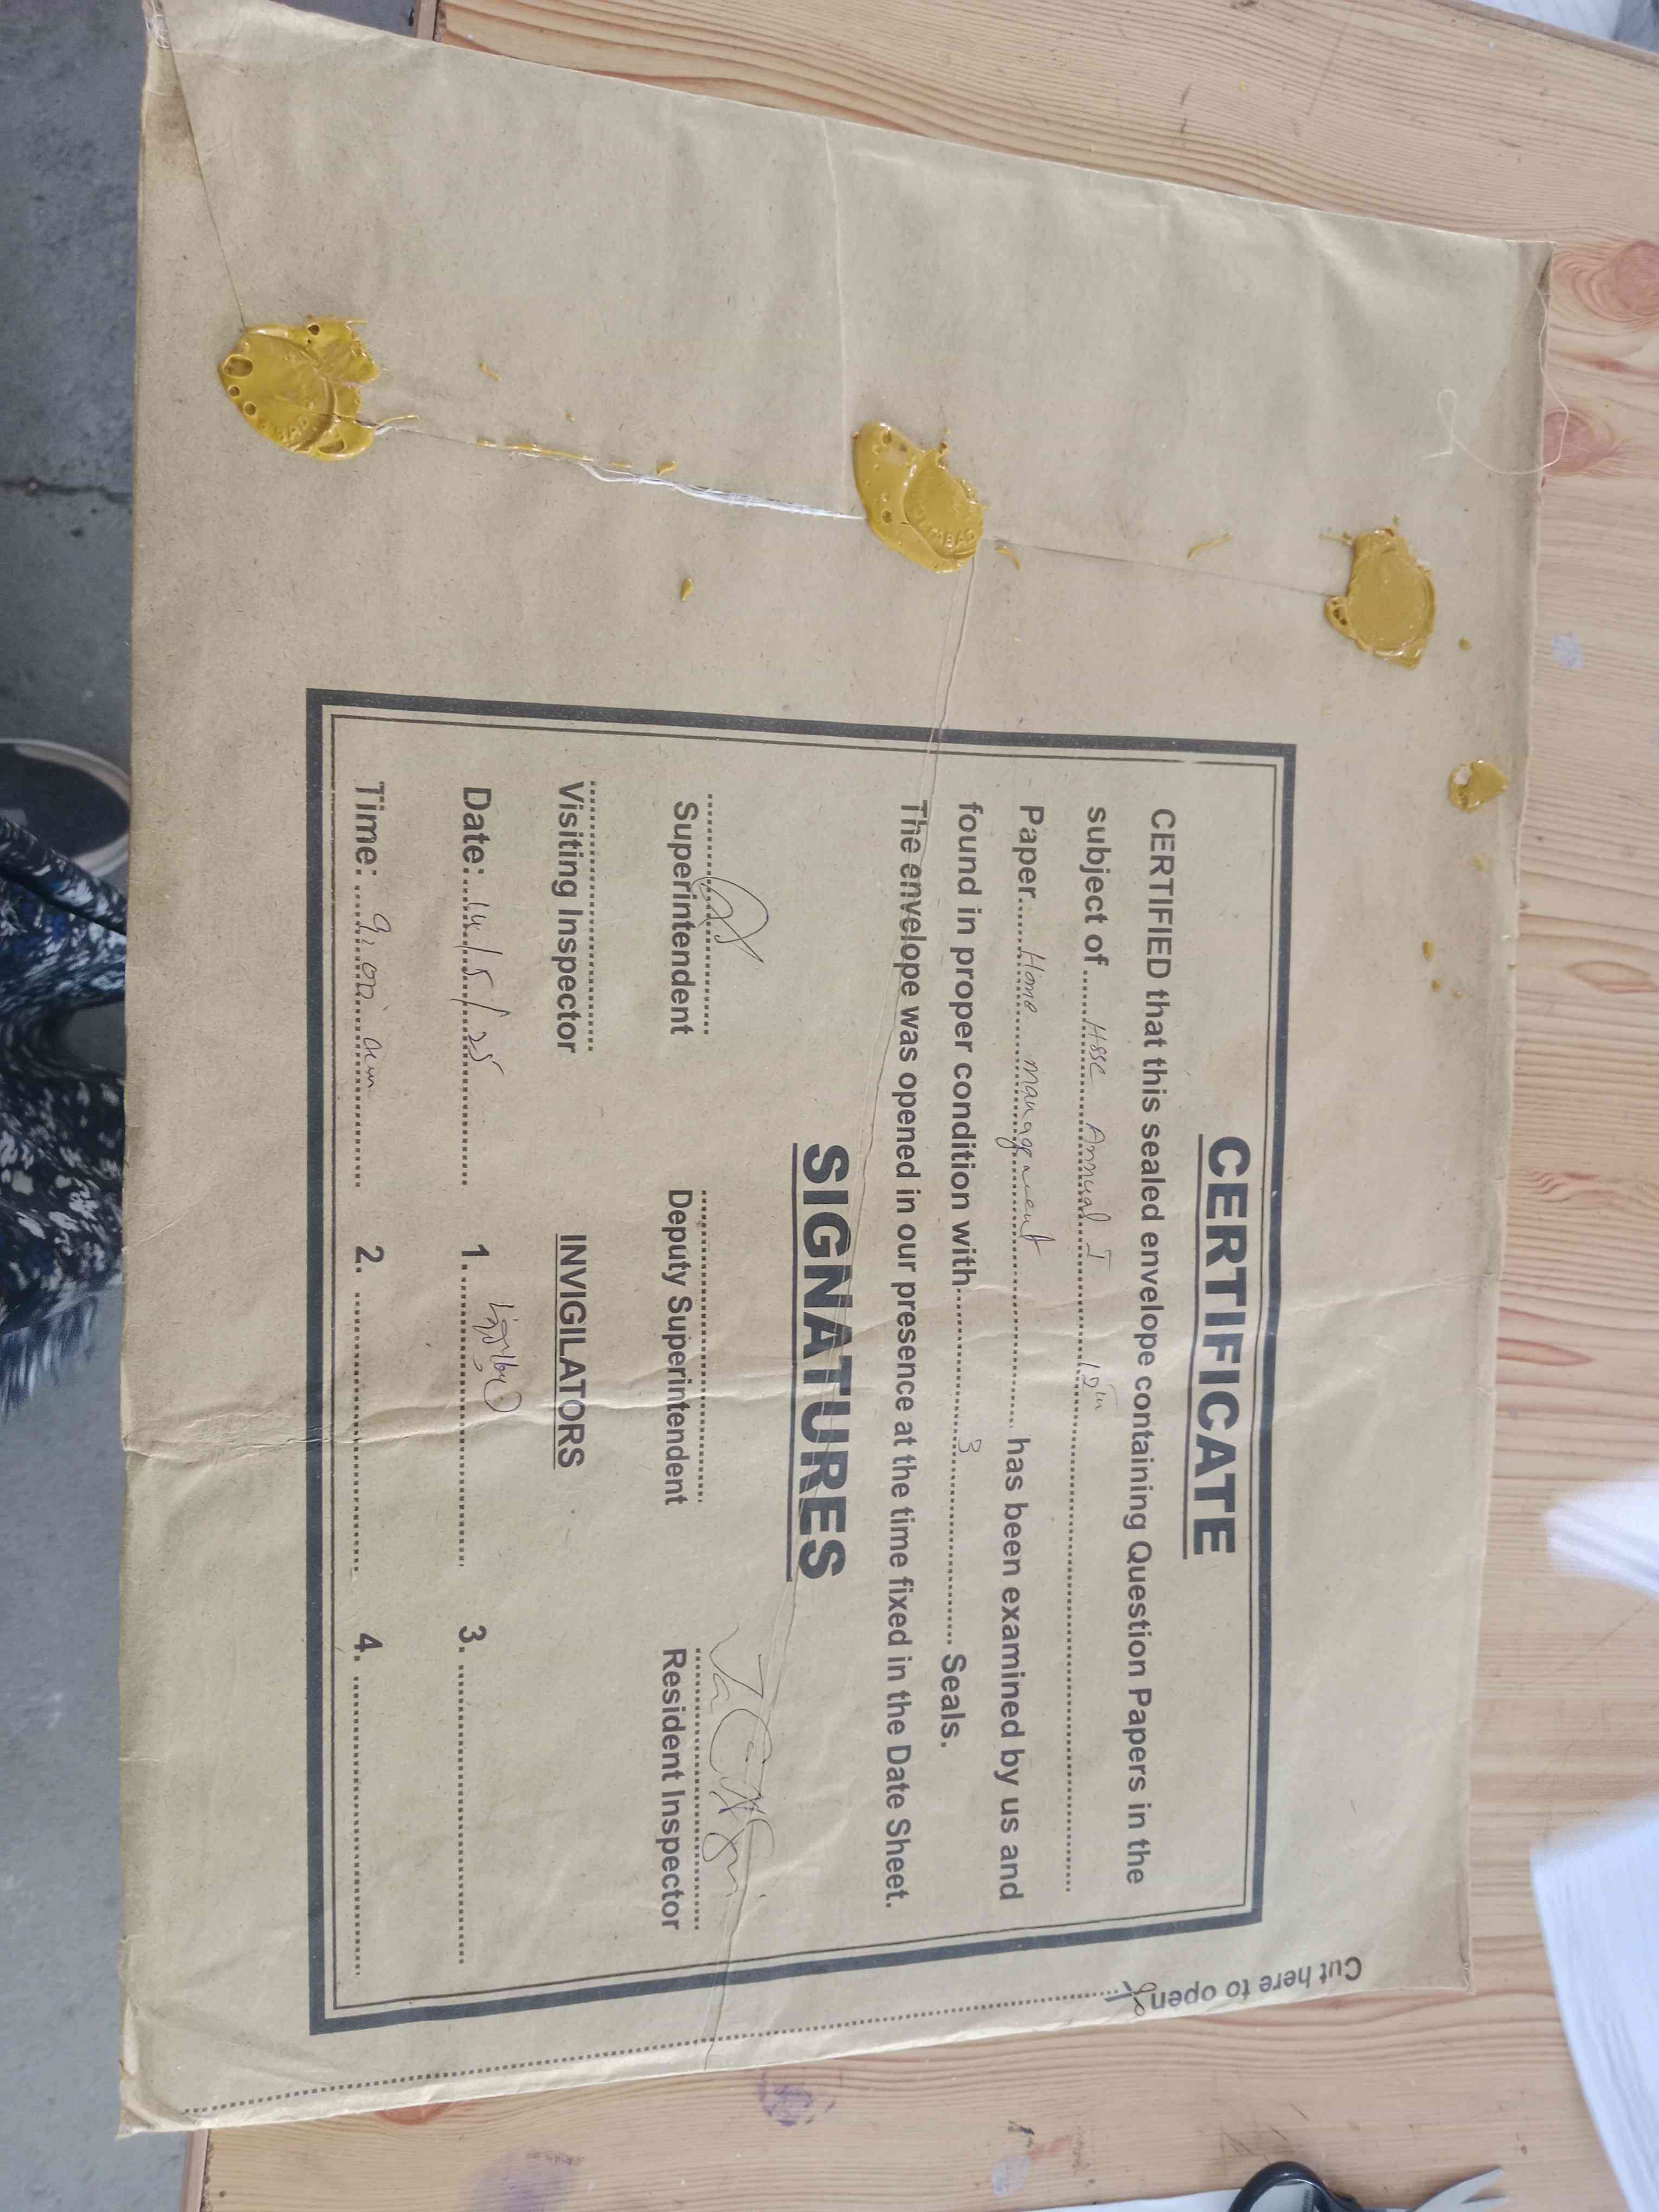 CERTIFICATE
CERTIFIED that this sealed envelope containing Question Papers in the
subject of ...... HSSC Annual I 12th
Paper...... Home management ...... has been examined by us and
found in proper condition with...... 3 ...... Seals.
The envelope was opened in our presence at the time fixed in the Date Sheet.
SIGNATURES
Superintendent Deputy Superintendent Resident Inspector
Visiting Inspector INVIGILATORS
Date: 14/5/25 1. 3.
Time: 9:00 am 2. 4.
Cut here to open